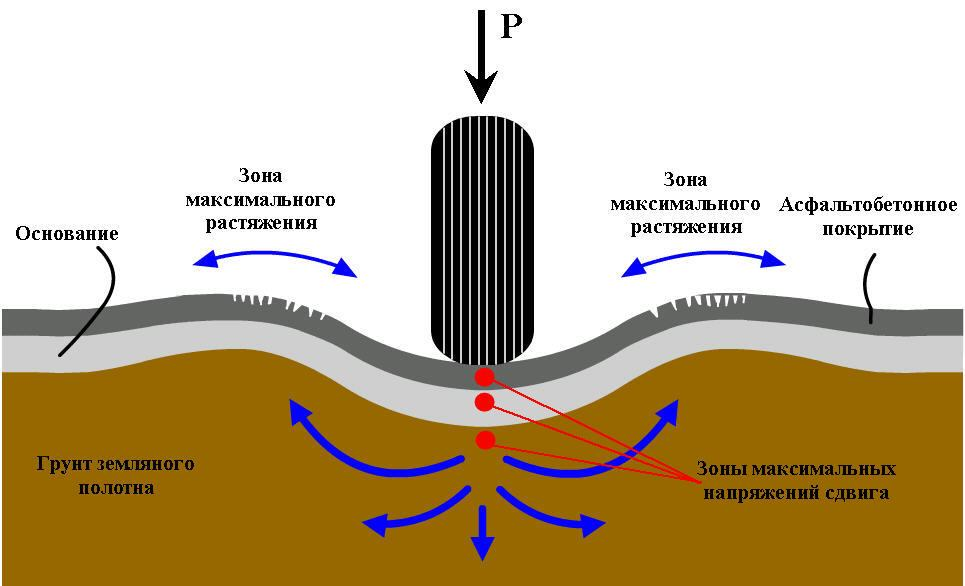 P
Зона
максимального
растяжения
Зона
максимального
растяжения
Асфальтобетонное
покрытие
Основание
Грунт земляного
полотна
Зоны максимальных
напряжений сдвига